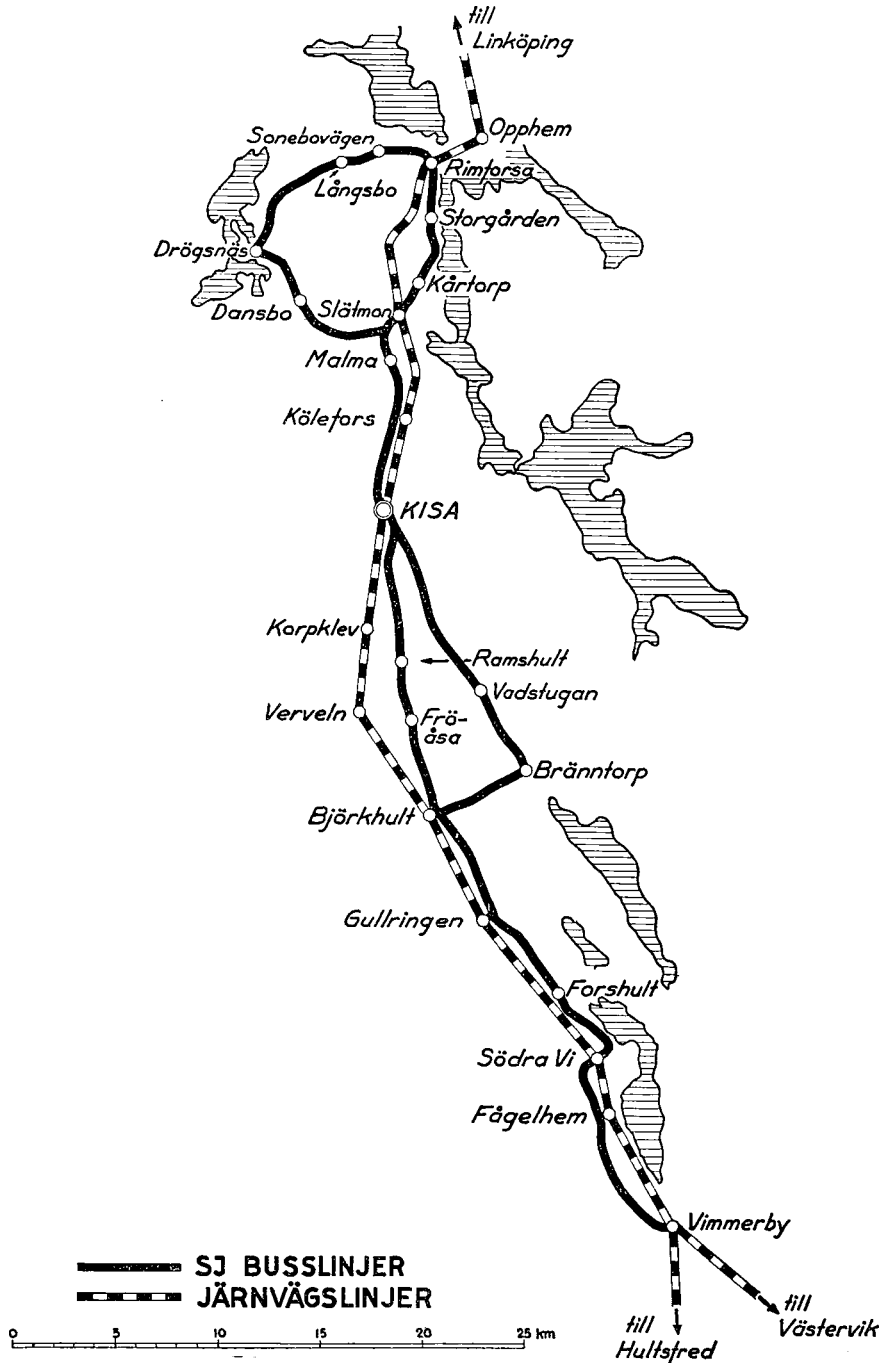 till
Linköping
Opphem
Sonebovägen
Rimforsa
Långsbo
Storgården
Drögsnäs
Kårtorp
Dansbo
Slätmon
Malma
Kölefors
KISA
Korpklev
Ramshult
Vadstugan
Verveln
Frö-
åsa
Bränntorp
Björkhult
Gullringen
Forshult
Södra Vi
Fågelhem
Vimmerby
SJ BUSSLINJER
JÄRNVÄGSLINJER
till
Västervik
till
Hultsfred
0 5 10 15 20 25 km